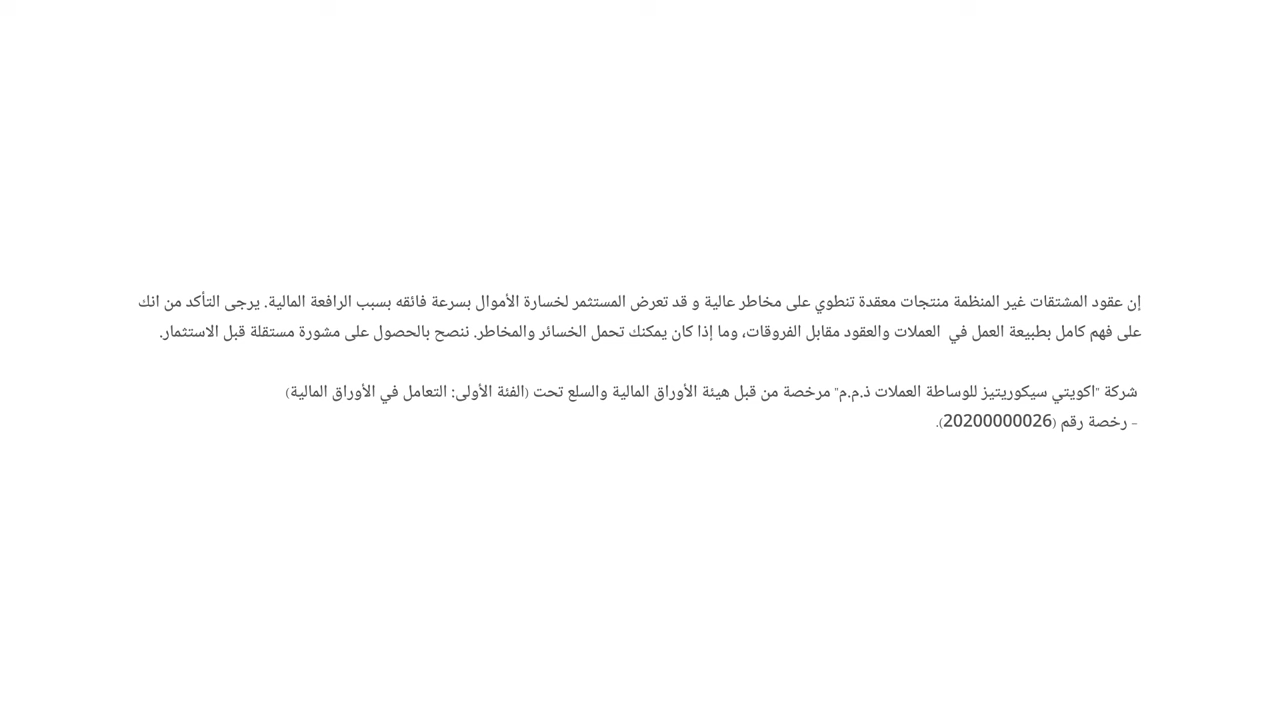 إن عقود المشتقات غير المنظمة منتجات معقدة تنطوي على مخاطر عالية و قد تعرض المستثمر لخسارة الأموال بسرعة فائقه بسبب الرافعة المالية. يرجى التأكد من انك
على فهم كامل بطبيعة العمل في العملات والعقود مقابل الفروقات، وما إذا كان يمكنك تحمل الخسائر والمخاطر. ننصح بالحصول على مشورة مستقلة قبل الاستثمار.
شركة "اكويتي سيكوريتيز للوساطة العملات ذ.م.م" مرخصة من قبل هيئة الأوراق المالية والسلع تحت (الفئة الأولى: التعامل في الأوراق المالية)
- رخصة رقم (20200000026).